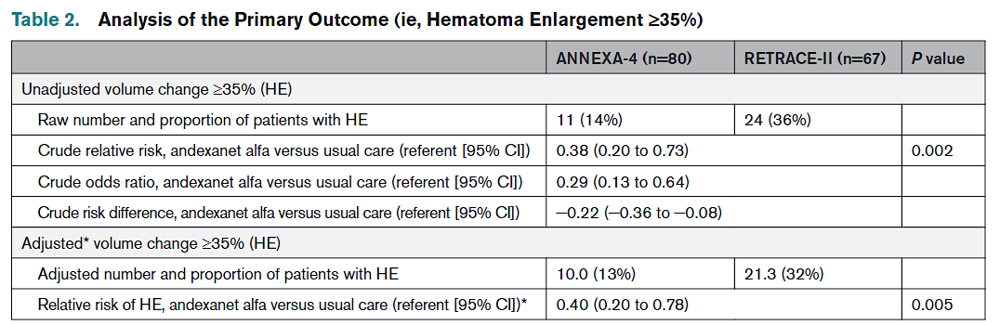 Table 2. Analysis of the Primary Outcome (ie, Hematoma Enlargement ≥35%)
ANNEXA-4 (n=80) RETRACE-II (n=67) P value
Unadjusted volume change ≥35% (HE)
Raw number and proportion of patients with HE 11 (14%) 24 (36%)
Crude relative risk, andexanet alfa versus usual care (referent [95% CI]) 0.38 (0.20 to 0.73) 0.002
Crude odds ratio, andexanet alfa versus usual care (referent [95% CI]) 0.29 (0.13 to 0.64)
Crude risk difference, andexanet alfa versus usual care (referent [95% CI]) −0.22 (−0.36 to −0.08)
Adjusted* volume change ≥35% (HE)
Adjusted number and proportion of patients with HE 10.0 (13%) 21.3 (32%)
Relative risk of HE, andexanet alfa versus usual care (referent [95% CI])* 0.40 (0.20 to 0.78) 0.005